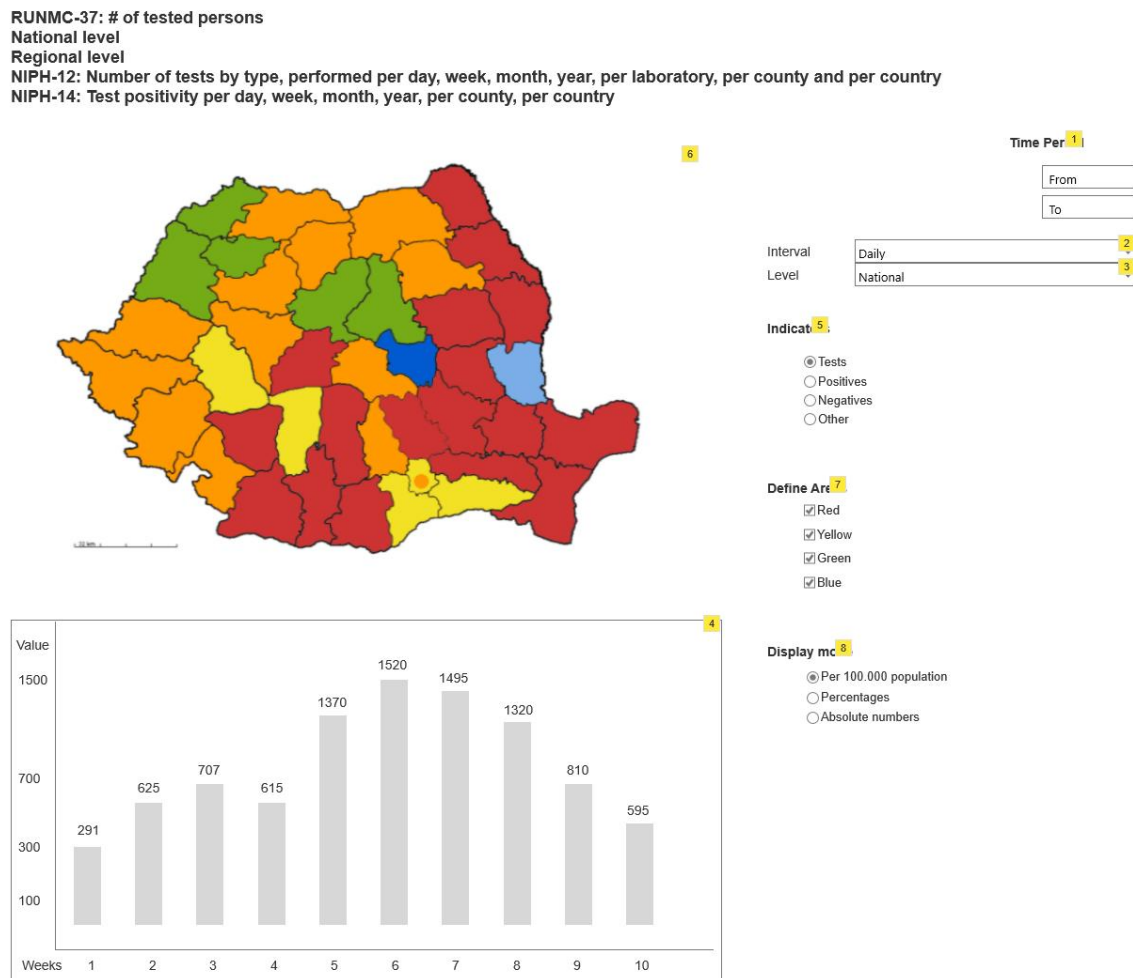 RUNMC-37: # of tested persons
National level
Regional level
NIPH-12: Number of tests by type, performed per day, week, month, year, per laboratory, per county and per country
NIPH-14: Test positivity per day, week, month, year, per county, per country
6
Time Per 1
From
To
Interval Daily 2
Level National 3
Indicat 5
Tests
Positives
Negatives
Other
Define Are 7
Red
Yellow
Green
Blue
Display mo 8
Per 100.000 population
Percentages
Absolute numbers
4
Value
1500
700
300
100
291
625
707
615
1370
1520
1495
1320
810
595
Weeks 1 2 3 4 5 6 7 8 9 10